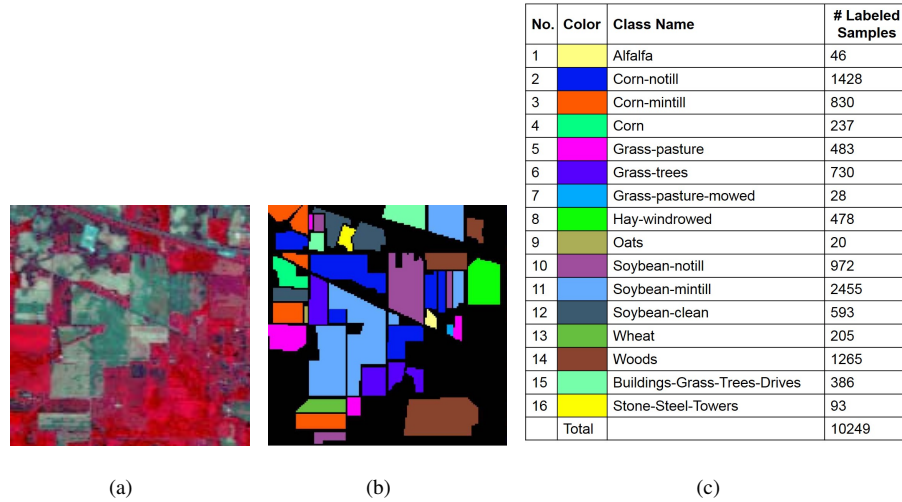 No. Color Class Name # Labeled Samples
1 Alfalfa 46
2 Corn-notill 1428
3 Corn-mintill 830
4 Corn 237
5 Grass-pasture 483
6 Grass-trees 730
7 Grass-pasture-mowed 28
8 Hay-windrowed 478
9 Oats 20
10 Soybean-notill 972
11 Soybean-mintill 2455
12 Soybean-clean 593
13 Wheat 205
14 Woods 1265
15 Buildings-Grass-Trees-Drives 386
16 Stone-Steel-Towers 93
Total 10249
(a) (b) (c)